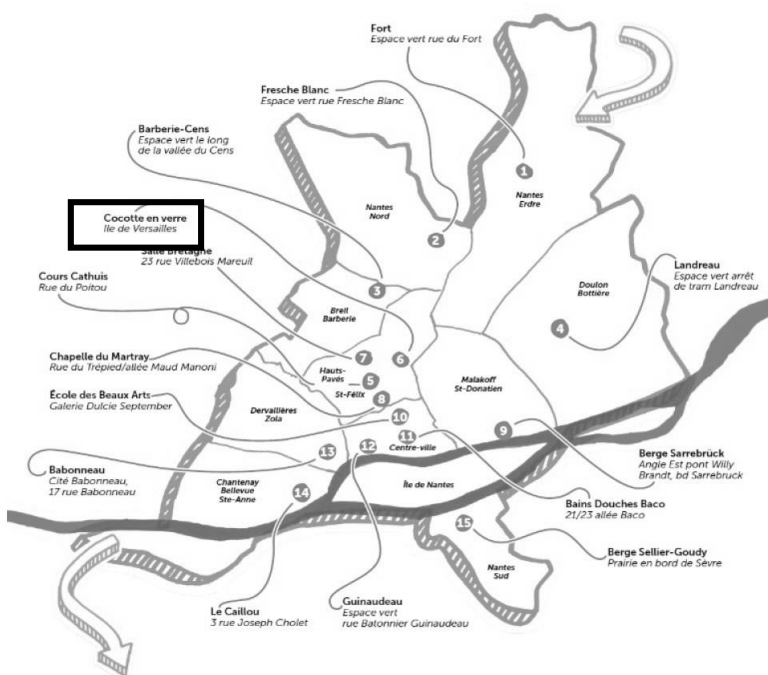 Fort
Espace vert rue du Fort
Fresche Blanc
Espace vert rue Fresche Blanc
Barberie-Cens
Espace vert le long
de la vallée du Cens
1
Nantes
Erdre
Nantes
Nord
Cocotte en verre
Ile de Versailles
2
Salle Bretagne
23 rue Villebois Mareuil
Landreau
Espace vert arrêt
de tram Landreau
Cours Cathuis
Rue du Poitou
3
Doulon
Bottière
Breil
Barberie
4
Chapelle du Martray
Rue du Trépied/allée Maud Manoni
7
6
Hauts-
Pavés
5
St-Félix
Malakoff
St-Donatien
8
École des Beaux Arts
Galerie Dulcie September
Dervallières
Zola
10
11
9
Centre-ville
12
13
Babonneau
Cité Babonneau,
17 rue Babonneau
Berge Sarrebrück
Angle Est pont Willy
Brandt, bd Sarrebruck
Chantenay
Bellevue
Ste-Anne
14
Île de Nantes
Bains Douches Baco
21/23 allée Baco
15
Berge Sellier-Goudy
Prairie en bord de Sèvre
Nantes
Sud
Le Caillou
3 rue Joseph Cholet
Guinaudeau
Espace vert
rue Batonnier Guinaudeau